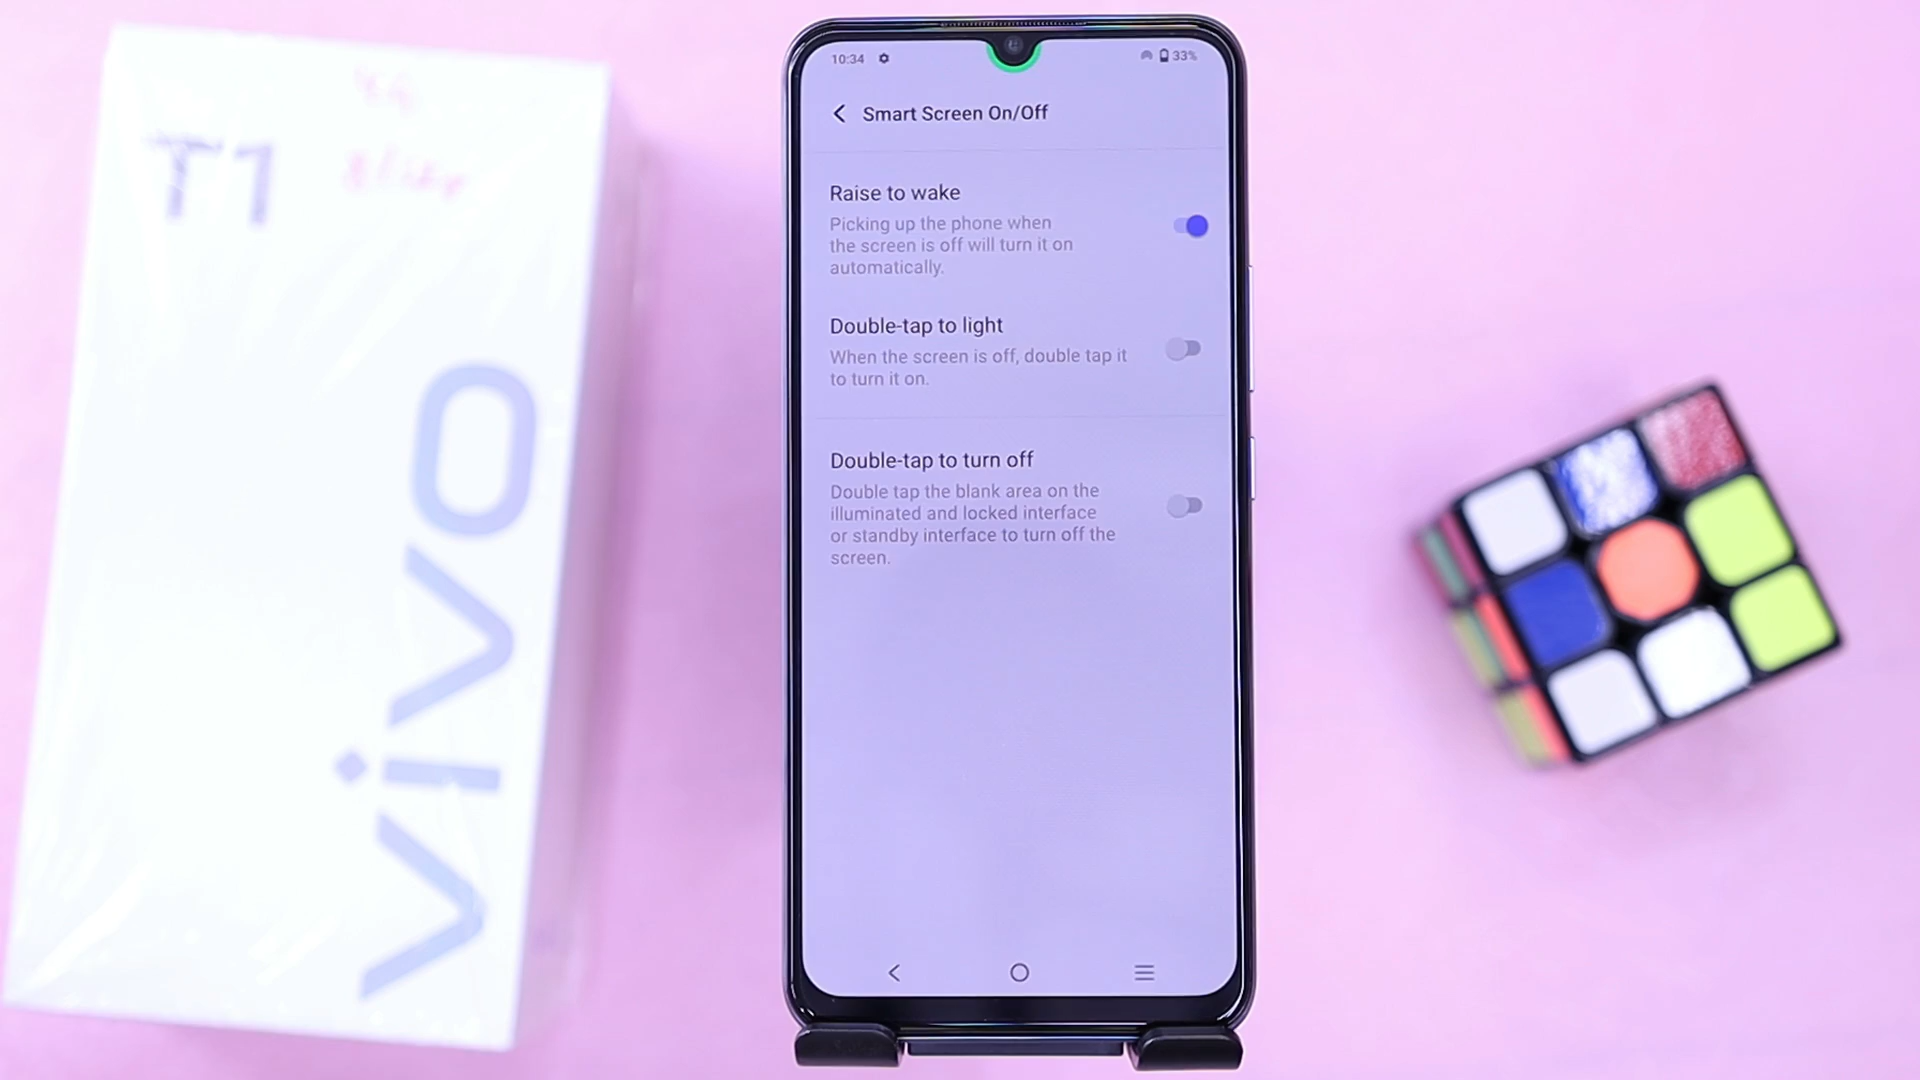 T1
vivo
10:34
33%
Smart Screen On/Off
Raise to wake
Picking up the phone when
the screen is off will turn it on
automatically.
Double-tap to light
When the screen is off, double tap it
to turn it on.
Double-tap to turn off
Double tap the blank area on the
illuminated and locked interface
or standby interface to turn off the
screen.